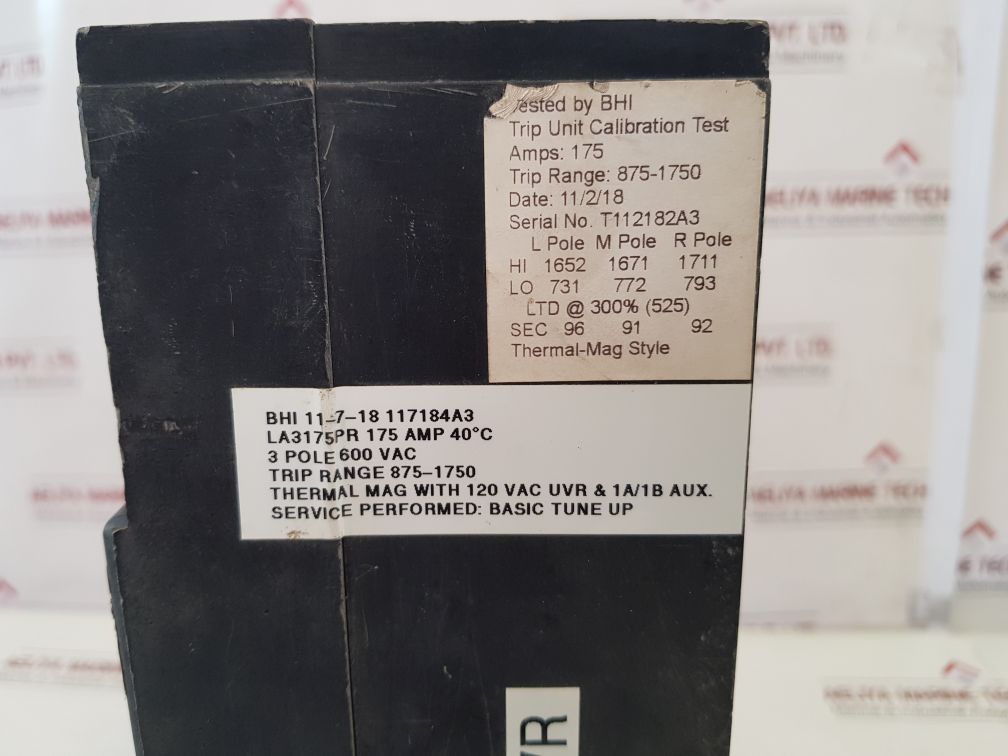 Tested by BHI
Trip Unit Calibration Test
Amps: 175
Trip Range: 875-1750
Date: 11/2/18
Serial No. T112182A3
L Pole M Pole R Pole
HI 1652 1671 1711
LO 731 772 793
LTD @ 300% (525)
SEC 96 91 92
Thermal-Mag Style
BHI 11-7-18 117184A3
LA3175PR 175 AMP 40°C
3 POLE 600 VAC
TRIP RANGE 875-1750
THERMAL MAG WITH 120 VAC UVR & 1A/1B AUX.
SERVICE PERFORMED: BASIC TUNE UP
VR